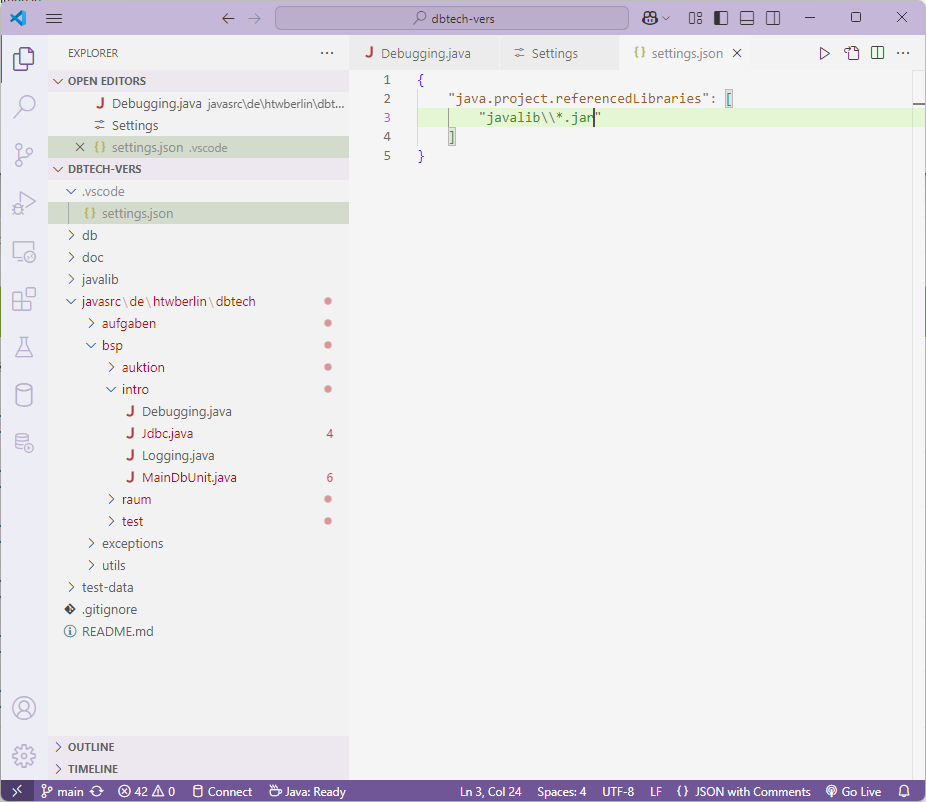 dbtech-vers
EXPLORER
OPEN EDITORS
Debugging.java javasrc\de\htwberlin\dbt...
Settings
{} settings.json .vscode
DBTECH-VERS
.vscode
{} settings.json
db
doc
javalib
javasrc\de\htwberlin\dbtech
aufgaben
bsp
auktion
intro
J Debugging.java
J Jdbc.java 4
J Logging.java
J MainDbUnit.java 6
raum
test
exceptions
utils
test-data
.gitignore
README.md
OUTLINE
TIMELINE
J Debugging.java Settings {} settings.json
1 {
2 "java.project.referencedLibraries": [
3 "javalib\\*.jar"
4 ]
5 }
main 42 0 Connect Java: Ready Ln 3, Col 24 Spaces: 4 UTF-8 LF {} JSON with Comments Go Live